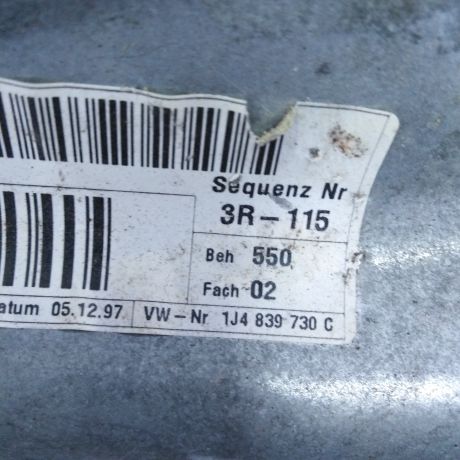 Sequenz Nr
3R-115
Beh 550
Fach 02
atum 05.12.97 VW-Nr 1J4 839 730 C